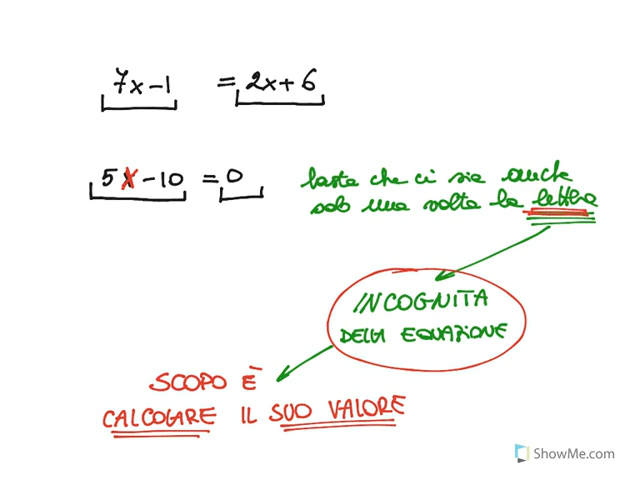 7x-1 = 2x+6
5x-10 = 0
basta che ci sia anche
solo una volta la lettera
INCOGNITA
DELLA EQUAZIONE
SCOPO È
CALCOLARE IL SUO VALORE
ShowMe.com